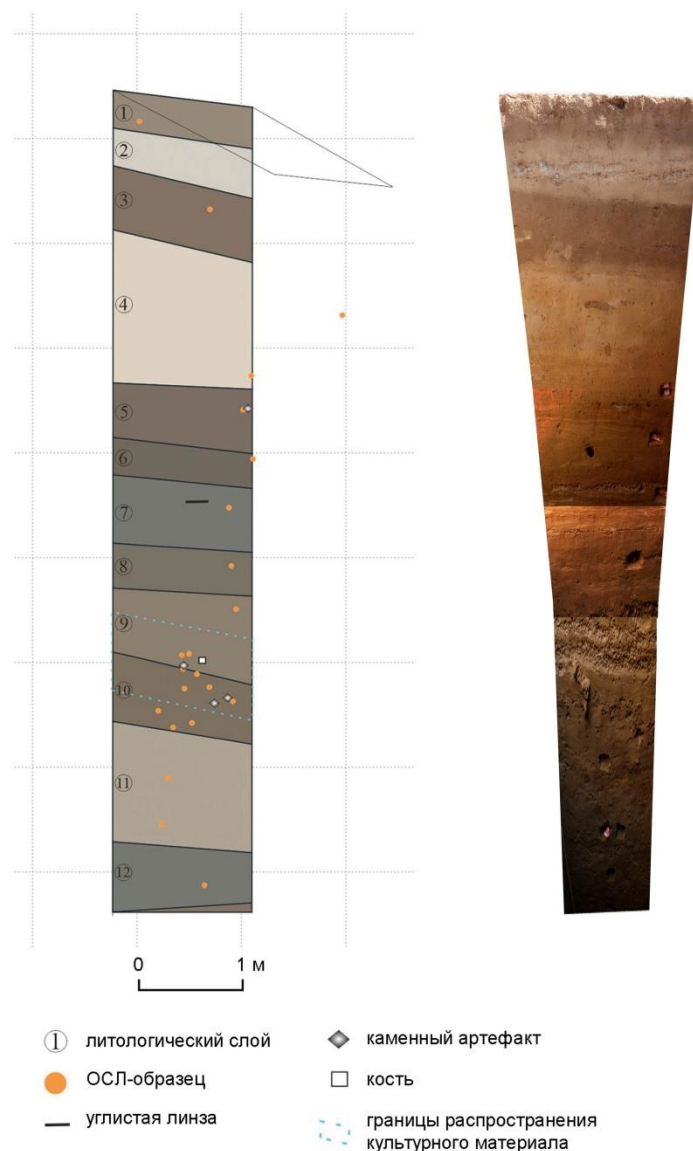 ①
②
③
④
⑤
⑥
⑦
⑧
⑨
⑩
⑪
⑫
0 1 м
① литологический слой
ОСЛ-образец
углистая линза
каменный артефакт
кость
границы распространения
культурного материала